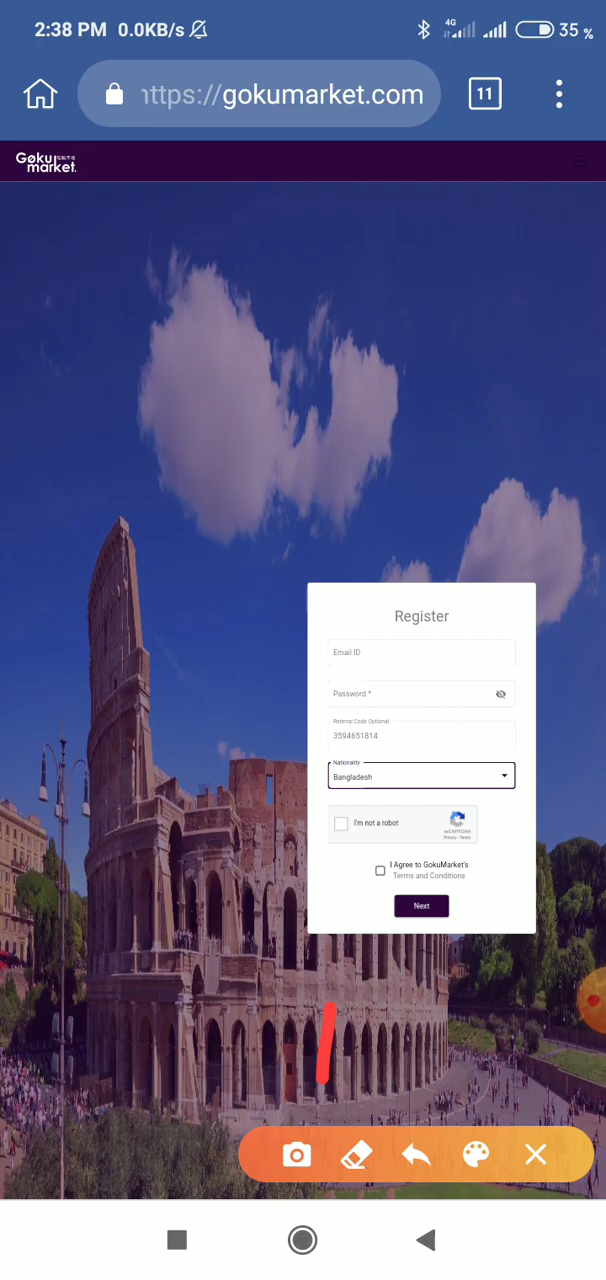 2:38 PM 0.0KB/s 4G 35 %
https://gokumarket.com 11
Goku
market.
Register
Email ID
Password *
Referral Code Optional
3594651814
Nationality
Bangladesh
I'm not a robot
reCAPTCHA
Privacy - Terms
I Agree to GokuMarket's
Terms and Conditions
Next